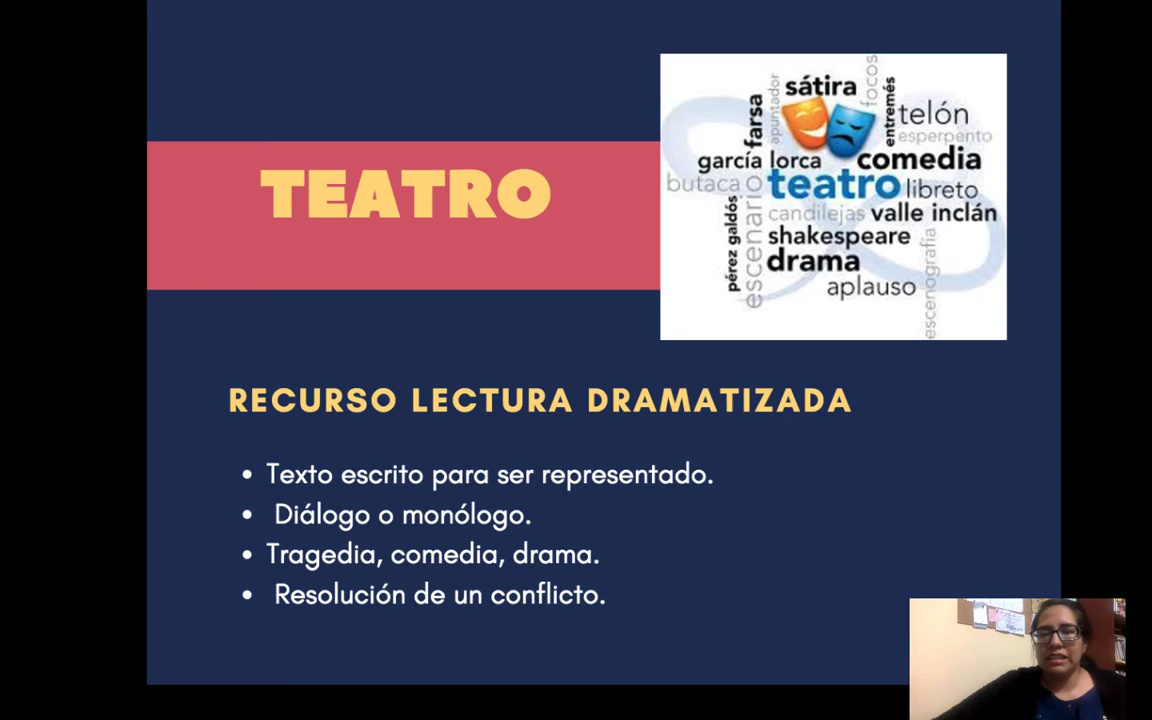 TEATRO
sátira
focos
apuntador
farsa
entremés
telón
esperpento
garcía lorca
comedia
butaca
teatro
libreto
candilejas
valle inclán
pérez galdós
escenario
shakespeare
drama
escenografía
aplauso
RECURSO LECTURA DRAMATIZADA
• Texto escrito para ser representado.
• Diálogo o monólogo.
• Tragedia, comedia, drama.
• Resolución de un conflicto.